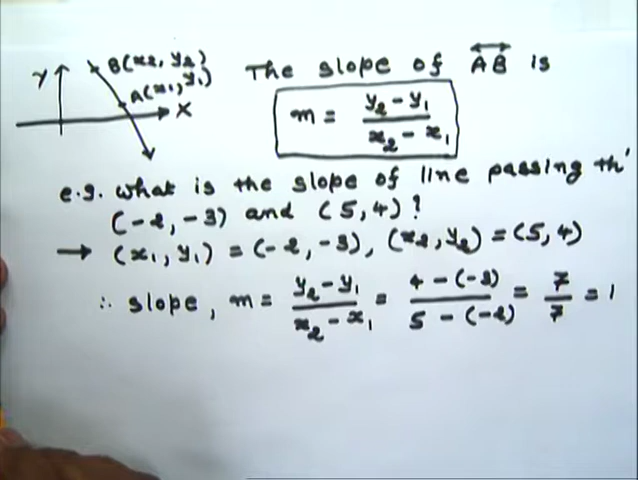 Y B(x₂, y₂)
A(x₁, y₁)
X
The slope of AB is
m = y₂ - y₁ / x₂ - x₁
e.g. what is the slope of line passing th'
(-2, -3) and (5, 4)?
→ (x₁, y₁) = (-2, -3), (x₂, y₂) = (5, 4)
∴ slope, m = y₂ - y₁ / x₂ - x₁ = 4 - (-3) / 5 - (-2) = 7 / 7 = 1